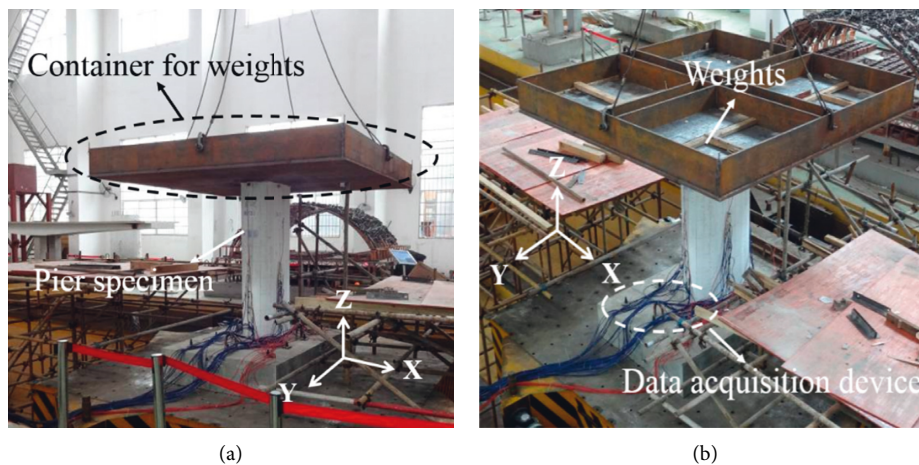 Container for weights
Pier specimen
Z
Y
X
(a)
Weights
Z
Y
X
Data acquisition device
(b)